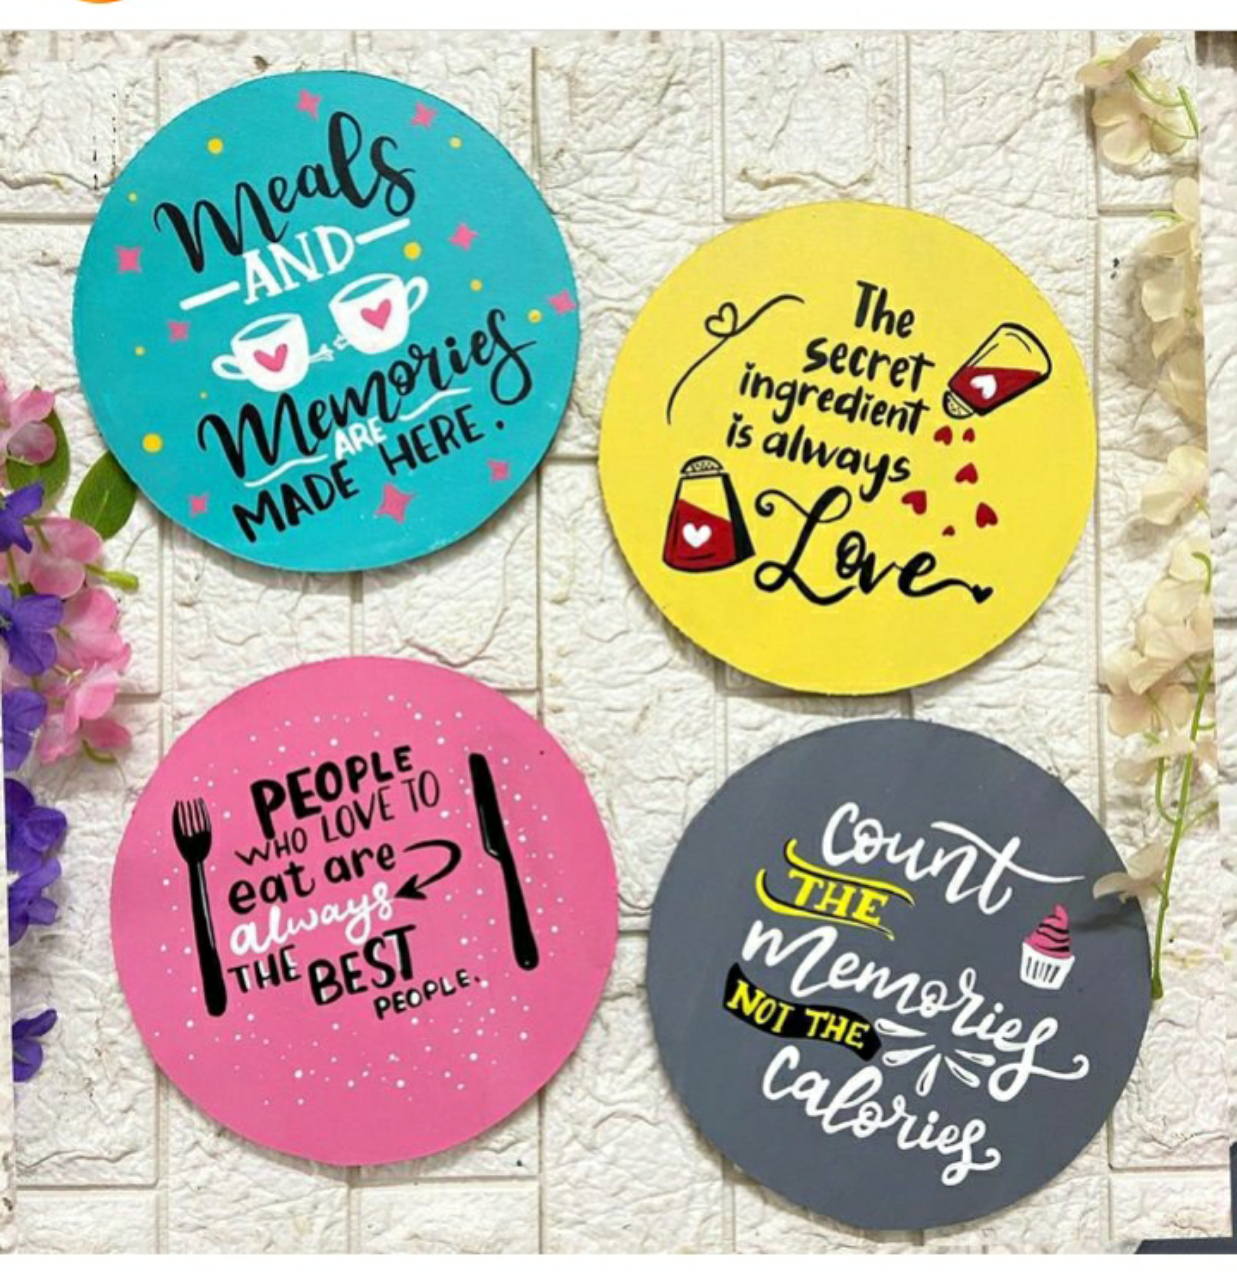 Meals
AND
Memories
ARE
MADE HERE.
The
secret
ingredient
is always
Love
PEOPLE
WHO LOVE TO
eat are
always
THE BEST
PEOPLE.
count
THE
Memories
NOT THE
calories